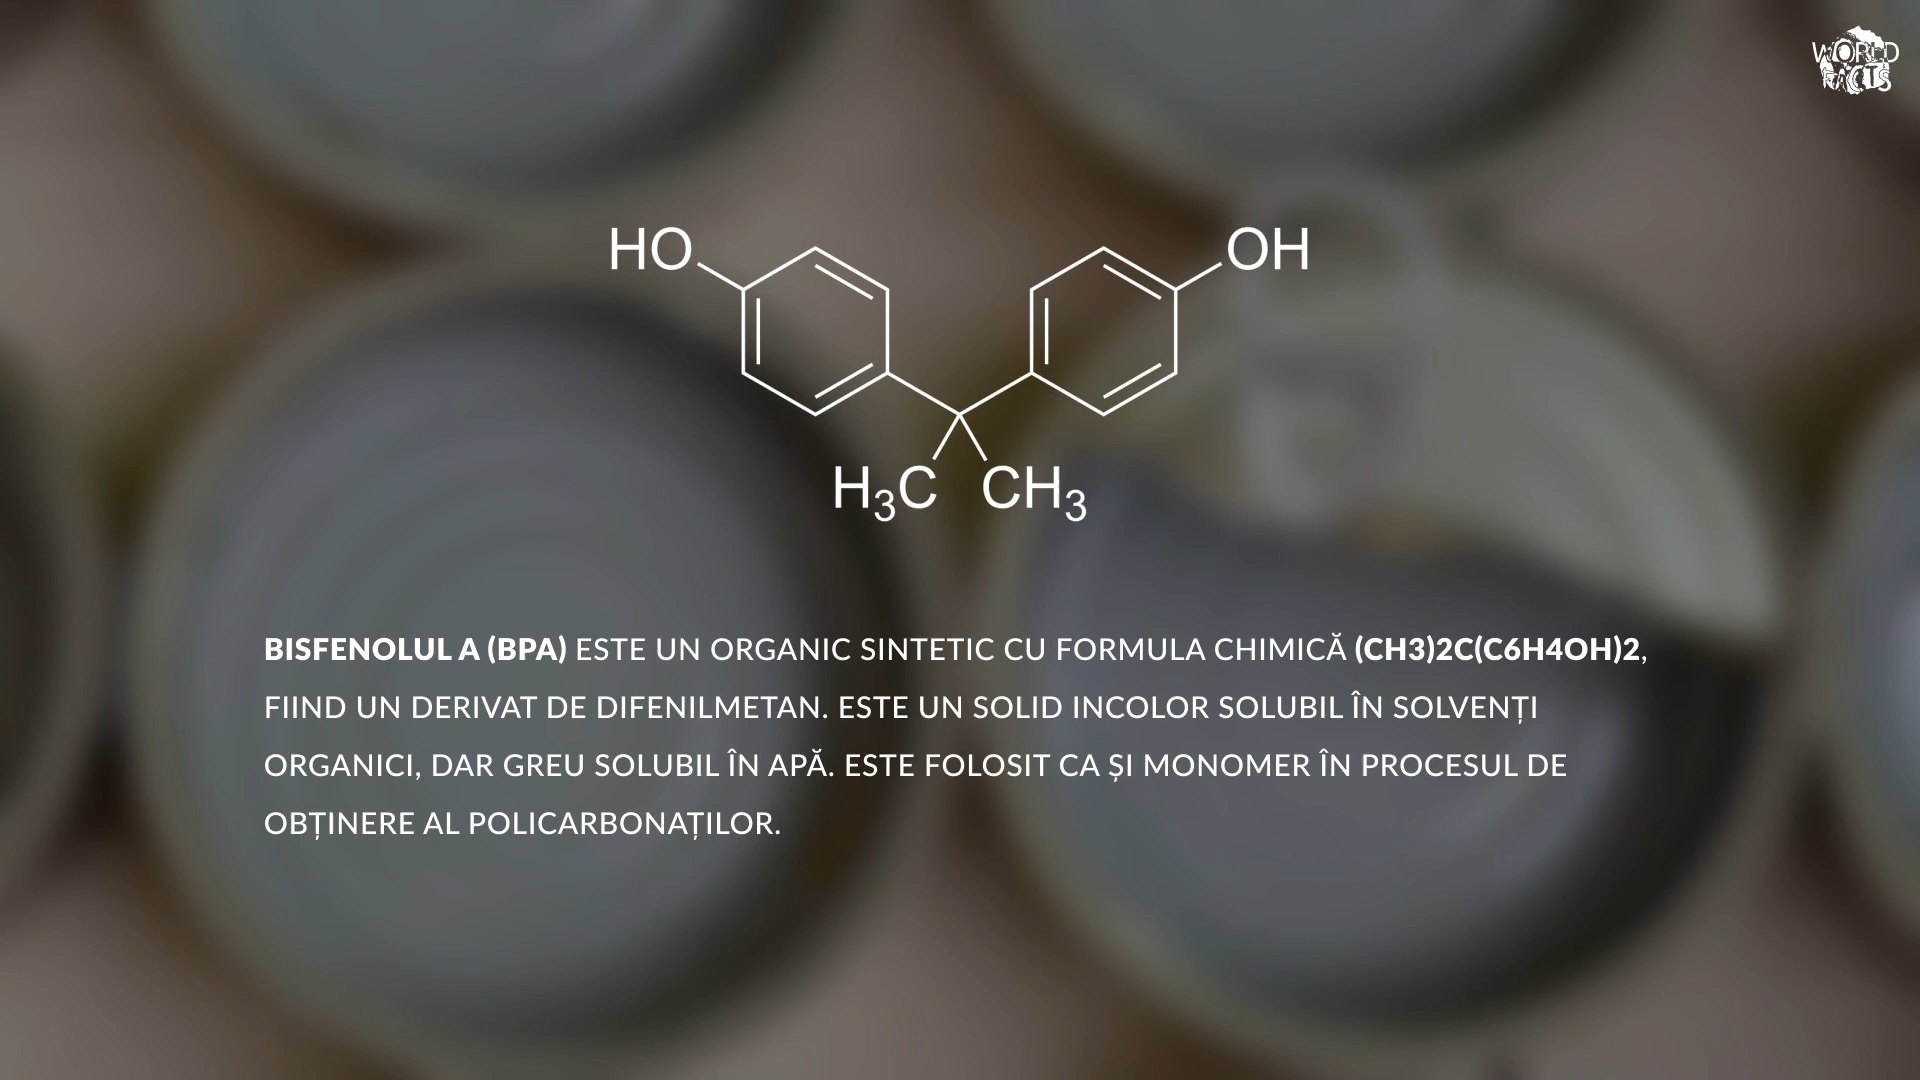 WORLD
FACTS
HO
OH
H3C CH3
BISFENOLUL A (BPA) ESTE UN ORGANIC SINTETIC CU FORMULA CHIMICĂ (CH3)2C(C6H4OH)2,
FIIND UN DERIVAT DE DIFENILMETAN. ESTE UN SOLID INCOLOR SOLUBIL ÎN SOLVENȚI
ORGANICI, DAR GREU SOLUBIL ÎN APĂ. ESTE FOLOSIT CA ȘI MONOMER ÎN PROCESUL DE
OBȚINERE AL POLICARBONAȚILOR.